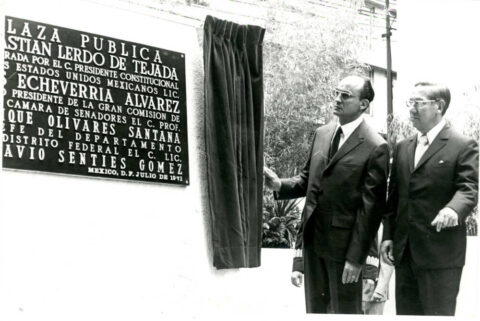 LAZA PUBLICA
ASTIAN LERDO DE TEJADA
RADA POR EL C. PRESIDENTE CONSTITUCIONAL
S ESTADOS UNIDOS MEXICANOS LIC.
ECHEVERRIA ALVAREZ
PRESIDENTE DE LA GRAN COMISION DE
CAMARA DE SENADORES EL C. PROF.
QUE OLIVARES SANTANA
EFE DEL DEPARTAMENTO
DISTRITO FEDERAL EL C. LIC.
AVIO SENTIES GOMEZ
MEXICO, D.F. JULIO DE 1971